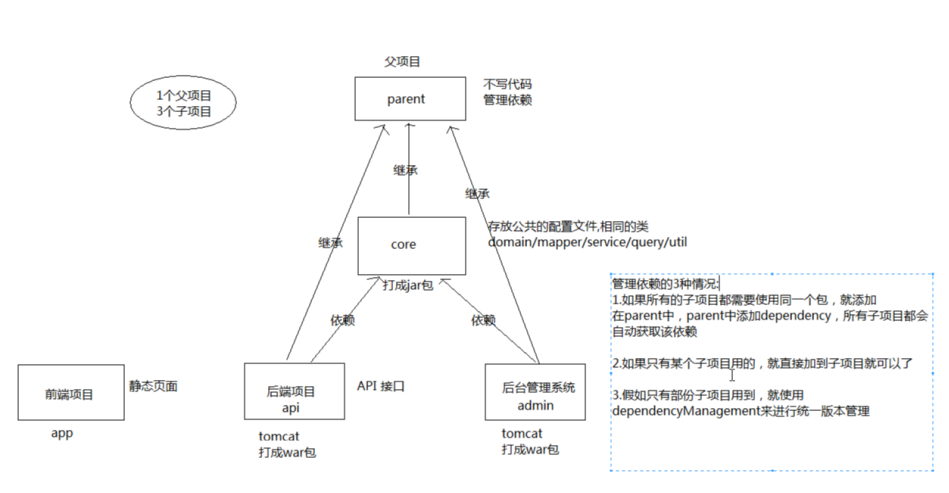 父项目
parent
不写代码
管理依赖
1个父项目
3个子项目
继承
继承
继承
core
存放公共的配置文件,相同的类
domain/mapper/service/query/util
打成jar包
依赖
依赖
管理依赖的3种情况:
1.如果所有的子项目都需要使用同一个包，就添加
在parent中，parent中添加dependency，所有子项目都会
自动获取该依赖
2.如果只有某个子项目用的，就直接加到子项目就可以了
3.假如只有部份子项目用到，就使用
dependencyManagement来进行统一版本管理
前端项目
静态页面
app
后端项目
api
API 接口
tomcat
打成war包
后台管理系统
admin
tomcat
打成war包